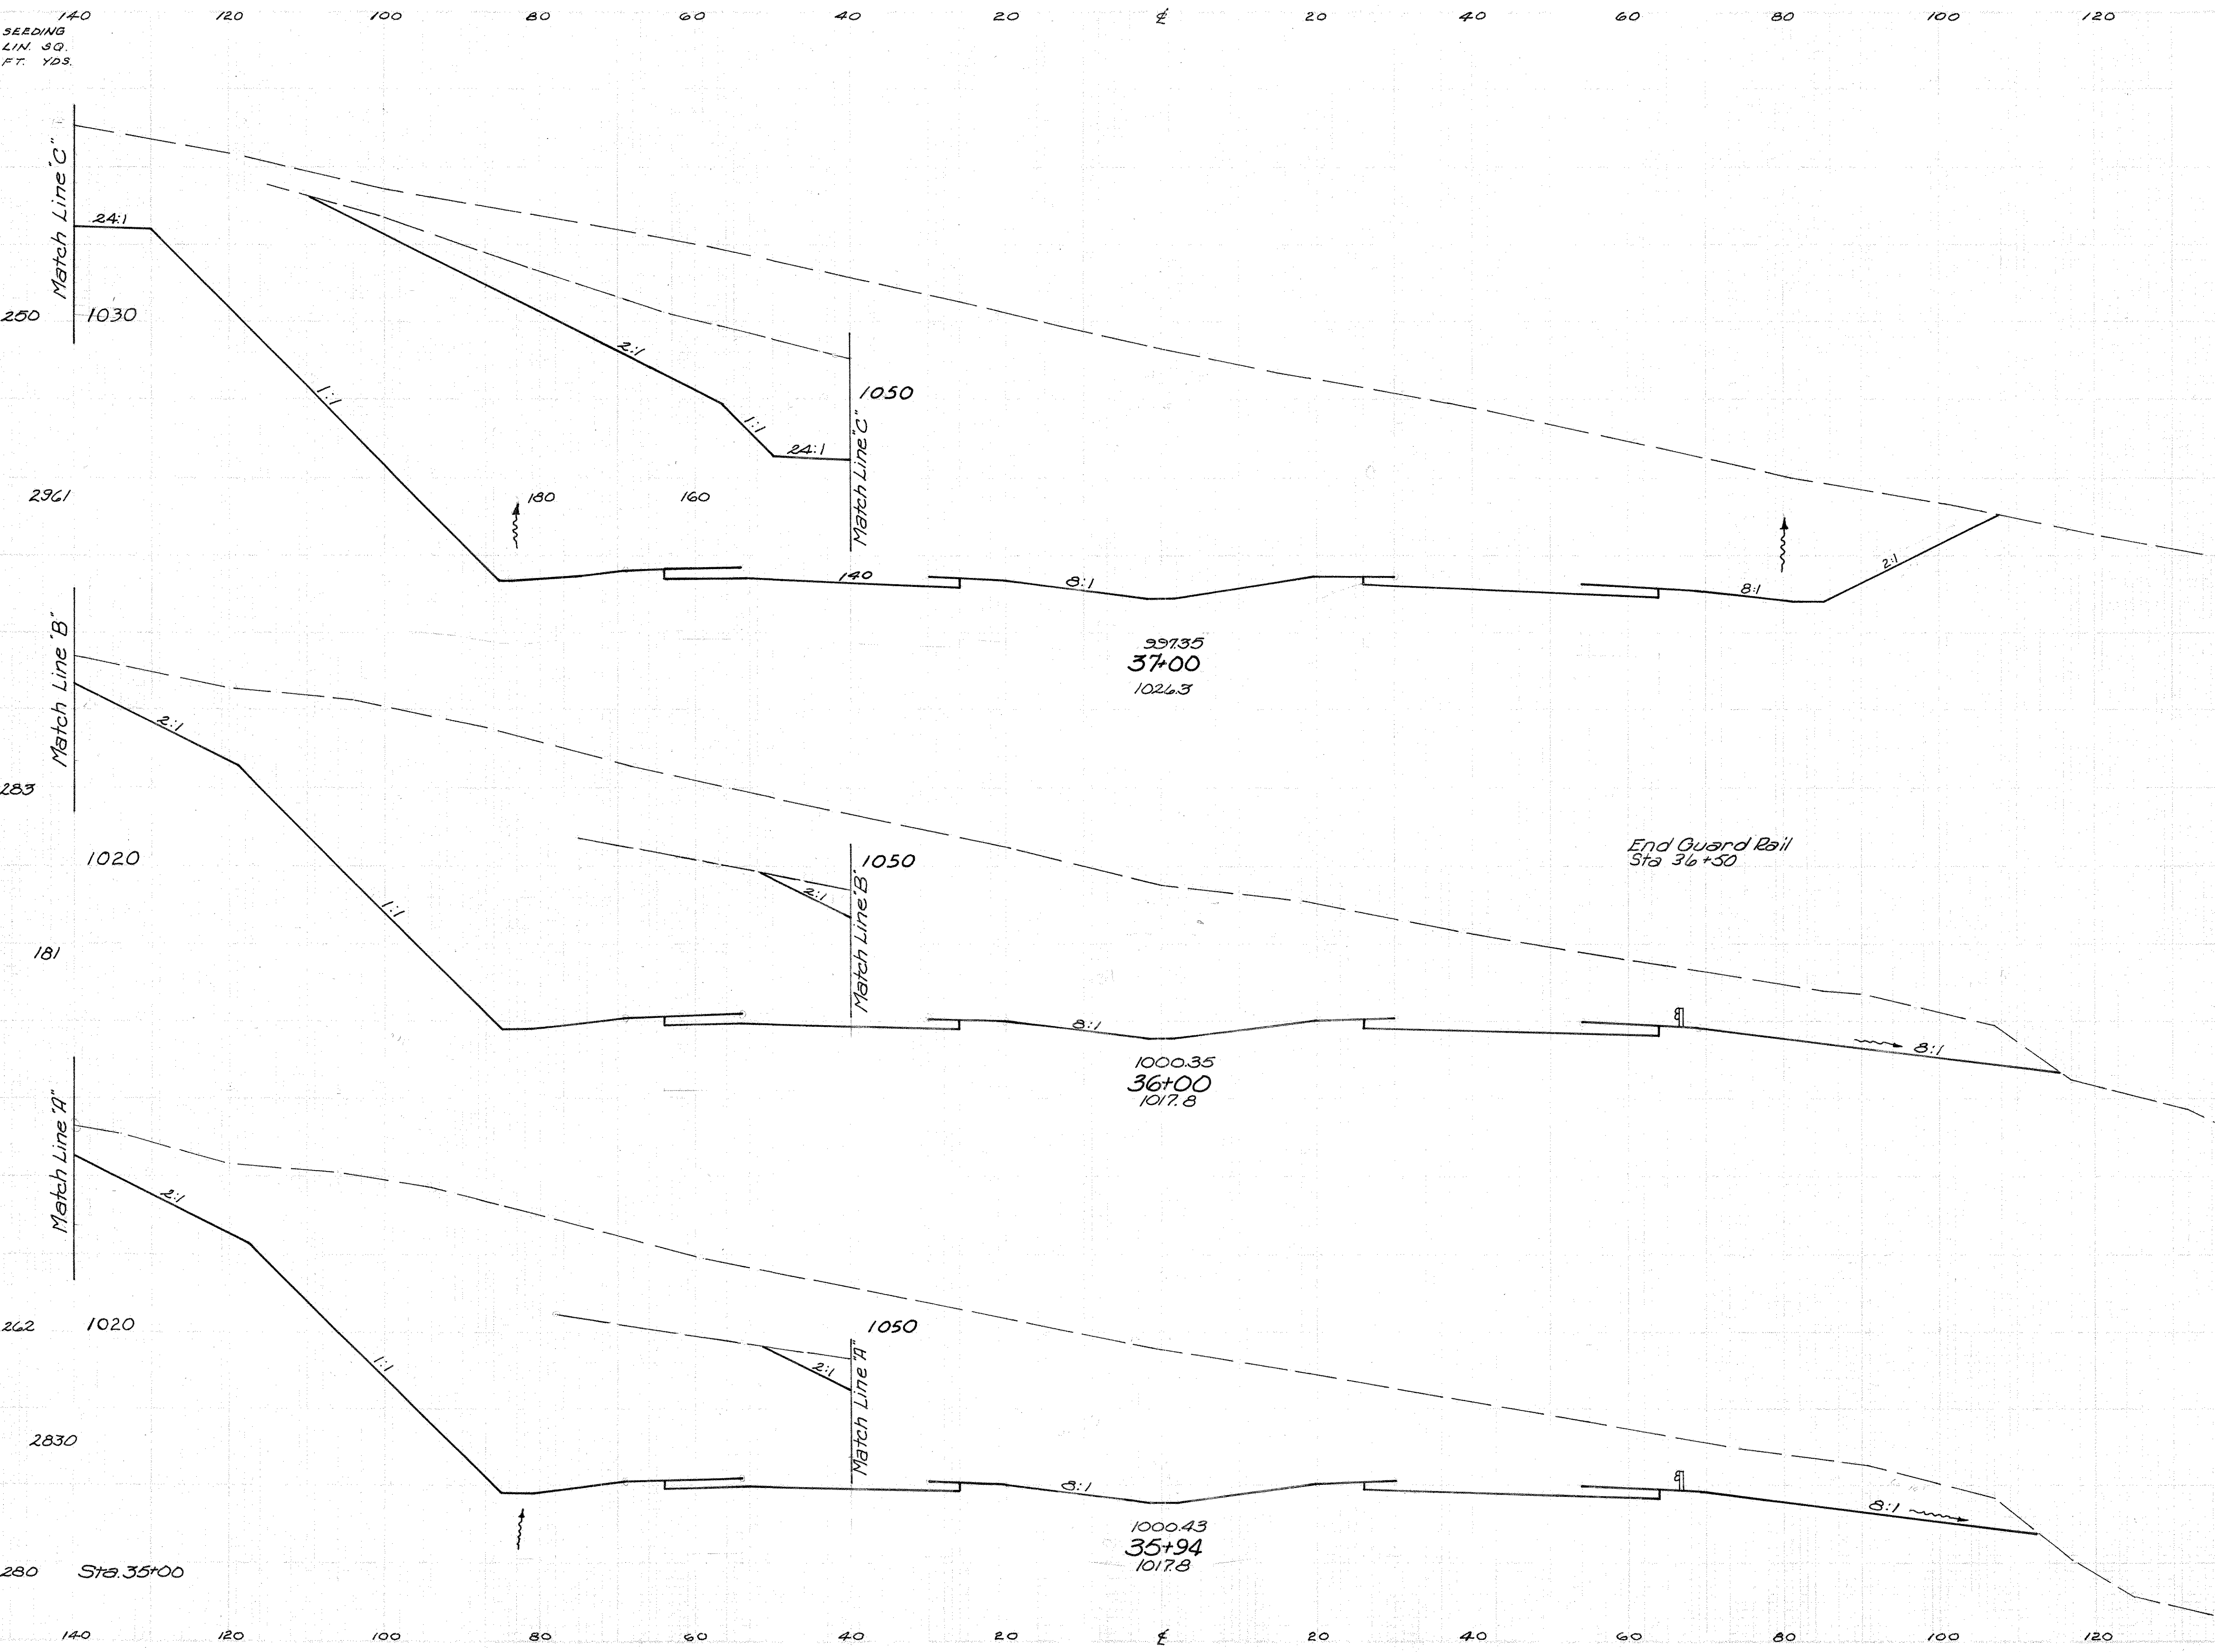 140 120 100 80 60 40 20 ℄ 20 40 60 80 100 120
SEEDING
LIN. SQ.
FT. YDS.
Match Line "C"
24:1
250 1030
1:1
2:1
1050
1:1
24:1
Match Line "C"
2961
180 160
140
8:1
8:1
2:1
997.35
37+00
1026.3
Match Line "B"
2:1
283
1020
1050
2:1
Match Line "B"
End Guard Rail
Sta 36+50
1:1
181
8:1
8:1
1000.35
36+00
1017.8
Match Line "A"
2:1
262 1020
1050
1:1
2:1
Match Line "A"
2830
8:1
8:1
1000.43
35+94
1017.8
280 Sta. 35+00
140 120 100 80 60 40 20 ℄ 20 40 60 80 100 120